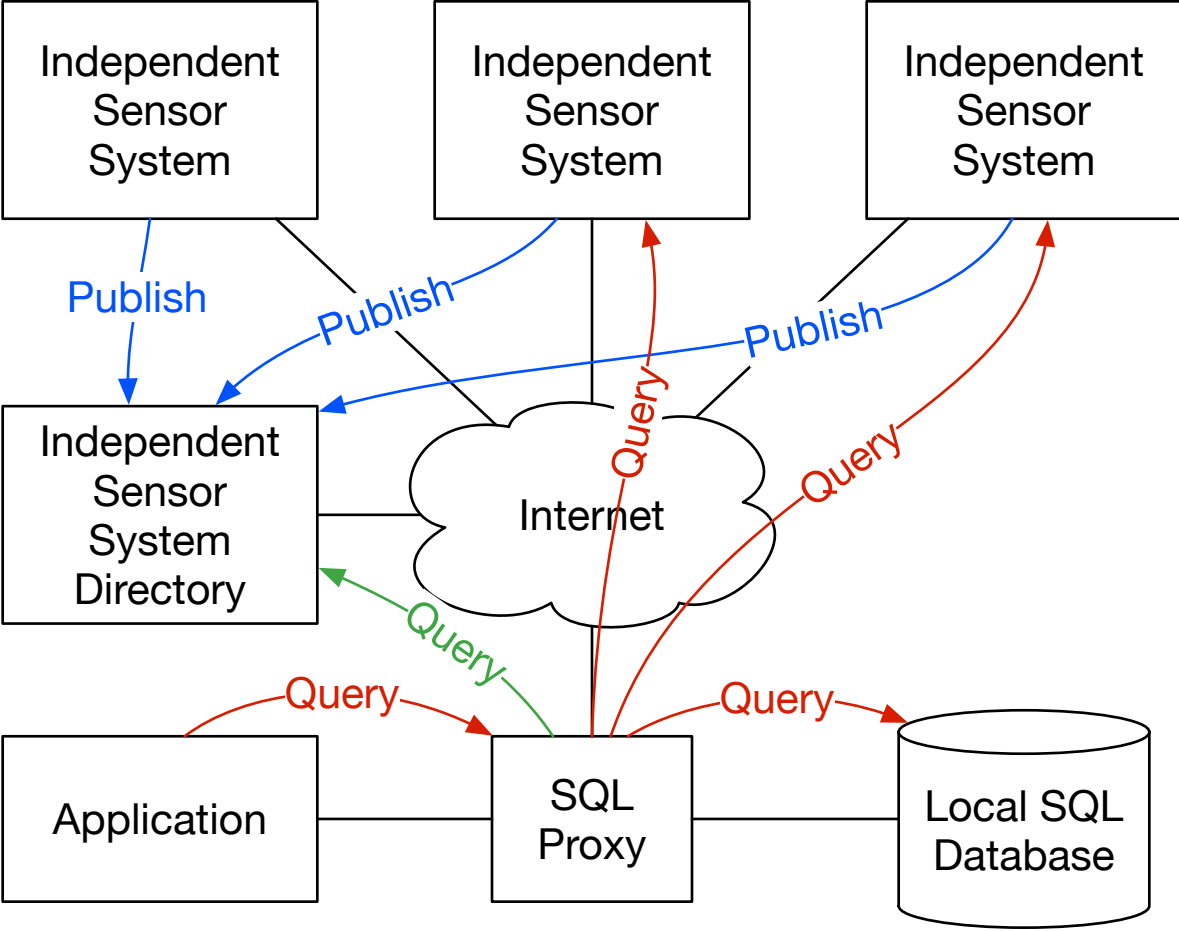 Independent
Sensor
System
Independent
Sensor
System
Independent
Sensor
System
Publish
Publish
Publish
Query
Query
Independent
Sensor
System
Directory
Internet
Query
Query
Query
Application
SQL
Proxy
Local SQL
Database